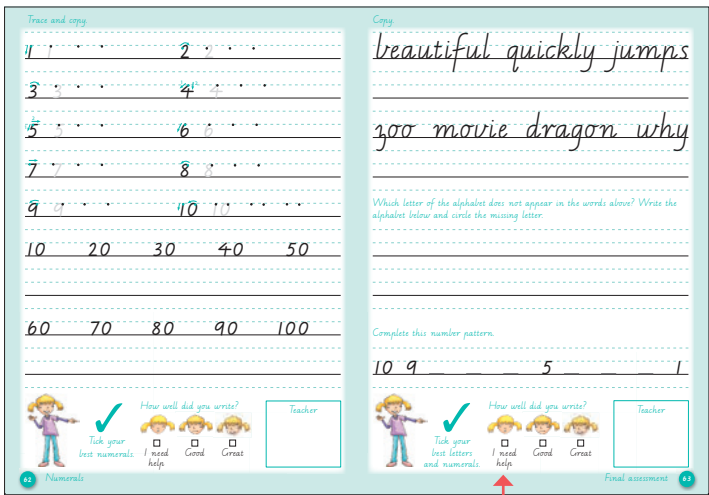 Trace and copy.
1 1 2 2
3 3 4 4
5 5 6 6
7 7 8 8
9 9 10 10
10 20 30 40 50
60 70 80 90 100
How well did you write?
Tick your
best numerals.
I need
help
Good
Great
Teacher
62 Numerals
Copy.
beautiful quickly jumps
zoo movie dragon why
Which letter of the alphabet does not appear in the words above? Write the
alphabet below and circle the missing letter.
Complete this number pattern.
10 9 _ _ _ 5 _ _ _ 1
How well did you write?
Tick your
best letters
and numerals.
I need
help
Good
Great
Teacher
Final assessment 63